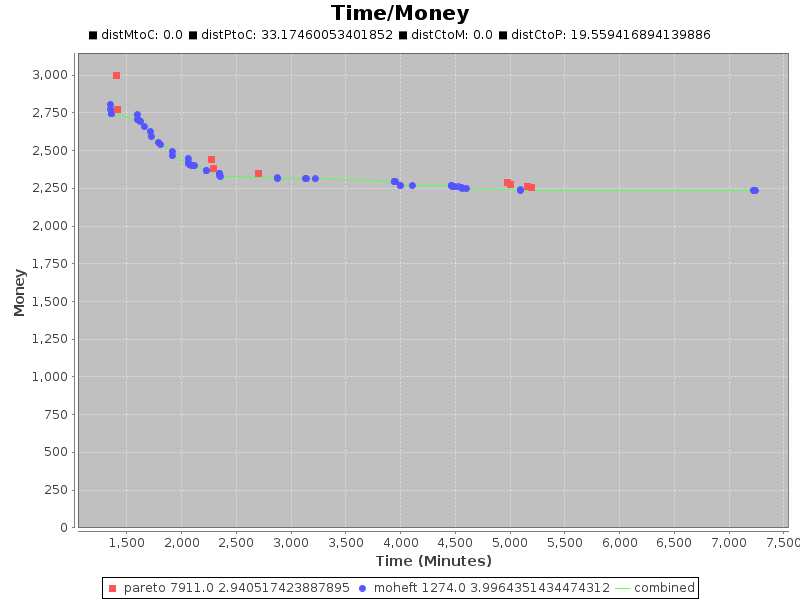 Time/Money
distMtoC: 0.0 distPtoC: 33.17460053401852 distCtoM: 0.0 distCtoP: 19.559416894139886
3,000
2,750
2,500
2,250
2,000
1,750
1,500
1,250
1,000
750
500
250
0
Money
1,500 2,000 2,500 3,000 3,500 4,000 4,500 5,000 5,500 6,000 6,500 7,000 7,500
Time (Minutes)
pareto 7911.0 2.940517423887895 moheft 1274.0 3.9964351434474312 combined